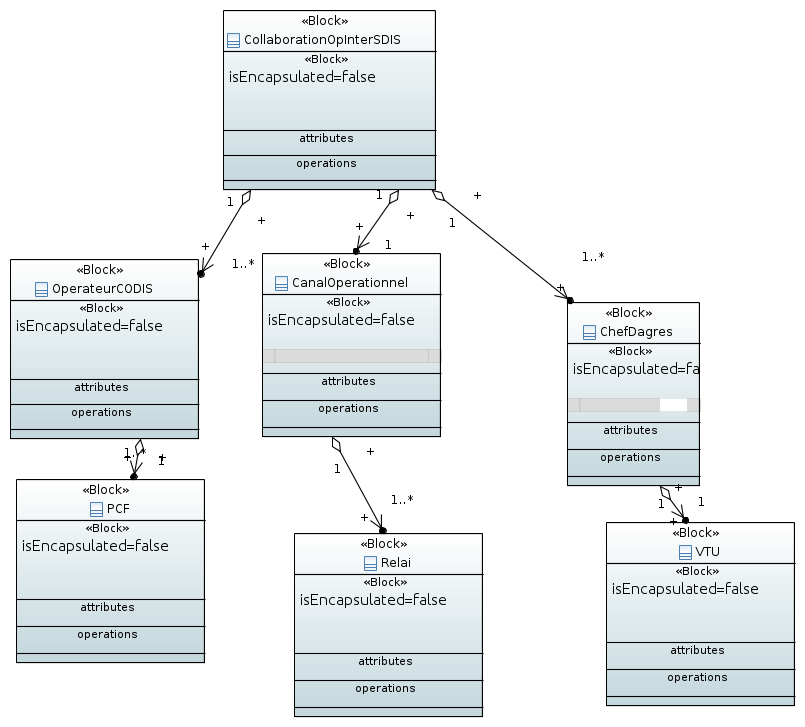 «Block»
CollaborationOpInterSDIS
«Block»
isEncapsulated=false
attributes
operations
1
+
1
+
+
1
+
+
1
+
1..*
1..*
«Block»
OperateurCODIS
«Block»
isEncapsulated=false
attributes
operations
«Block»
CanalOperationnel
«Block»
isEncapsulated=false
attributes
operations
«Block»
ChefDagres
«Block»
isEncapsulated=fa
attributes
operations
1..*
+
+
1
«Block»
PCF
«Block»
isEncapsulated=false
attributes
operations
+
1
1..*
+
«Block»
Relai
«Block»
isEncapsulated=false
attributes
operations
+
1
1
+
«Block»
VTU
«Block»
isEncapsulated=false
attributes
operations